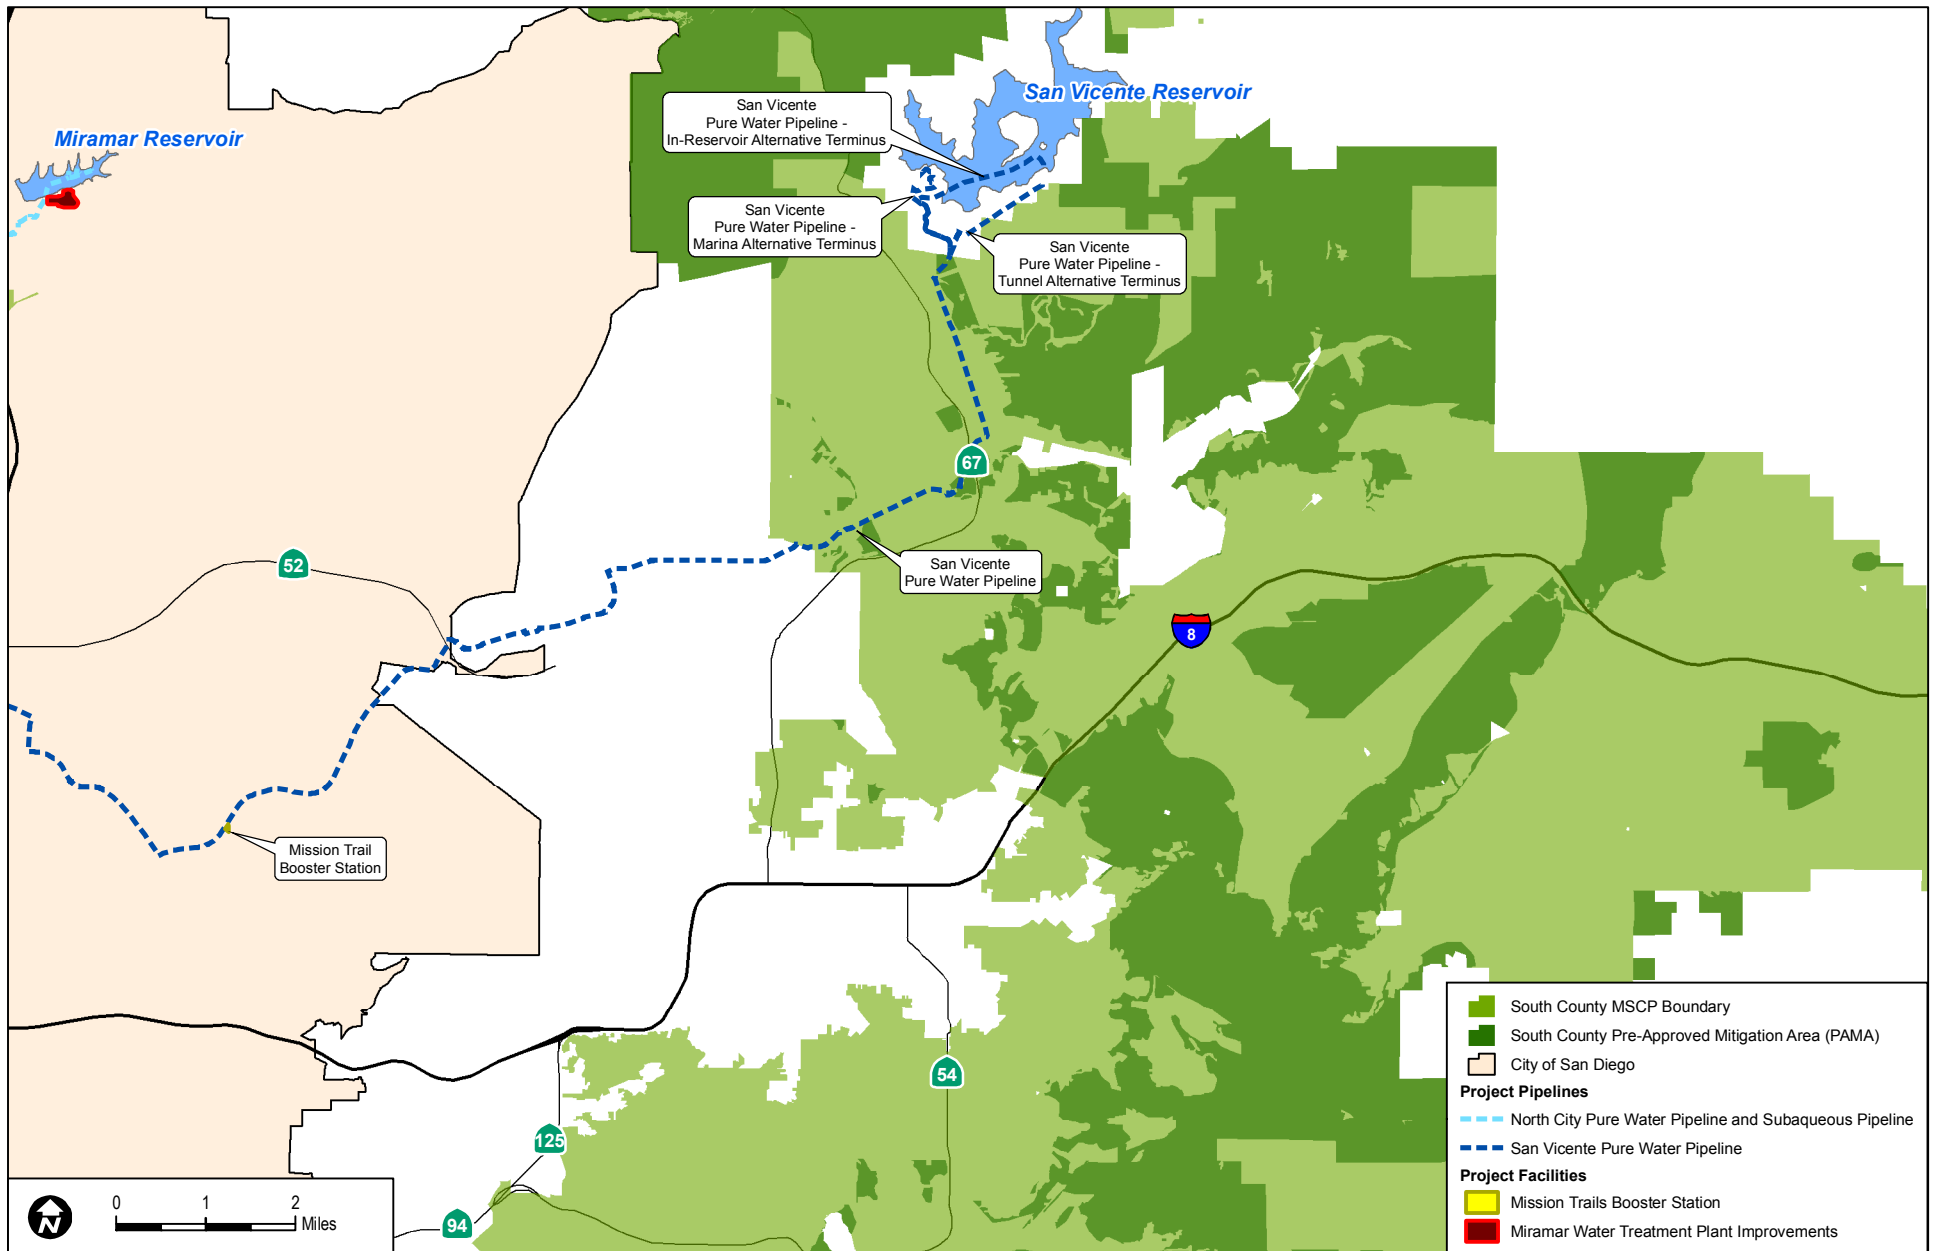 San Vicente Reservoir
Miramar Reservoir
San Vicente
Pure Water Pipeline -
In-Reservoir Alternative Terminus
San Vicente
Pure Water Pipeline -
Marina Alternative Terminus
San Vicente
Pure Water Pipeline -
Tunnel Alternative Terminus
67
52
San Vicente
Pure Water Pipeline
8
Mission Trail
Booster Station
54
125
94
N
0 1 2
Miles
South County MSCP Boundary
South County Pre-Approved Mitigation Area (PAMA)
City of San Diego
Project Pipelines
North City Pure Water Pipeline and Subaqueous Pipeline
San Vicente Pure Water Pipeline
Project Facilities
Mission Trails Booster Station
Miramar Water Treatment Plant Improvements